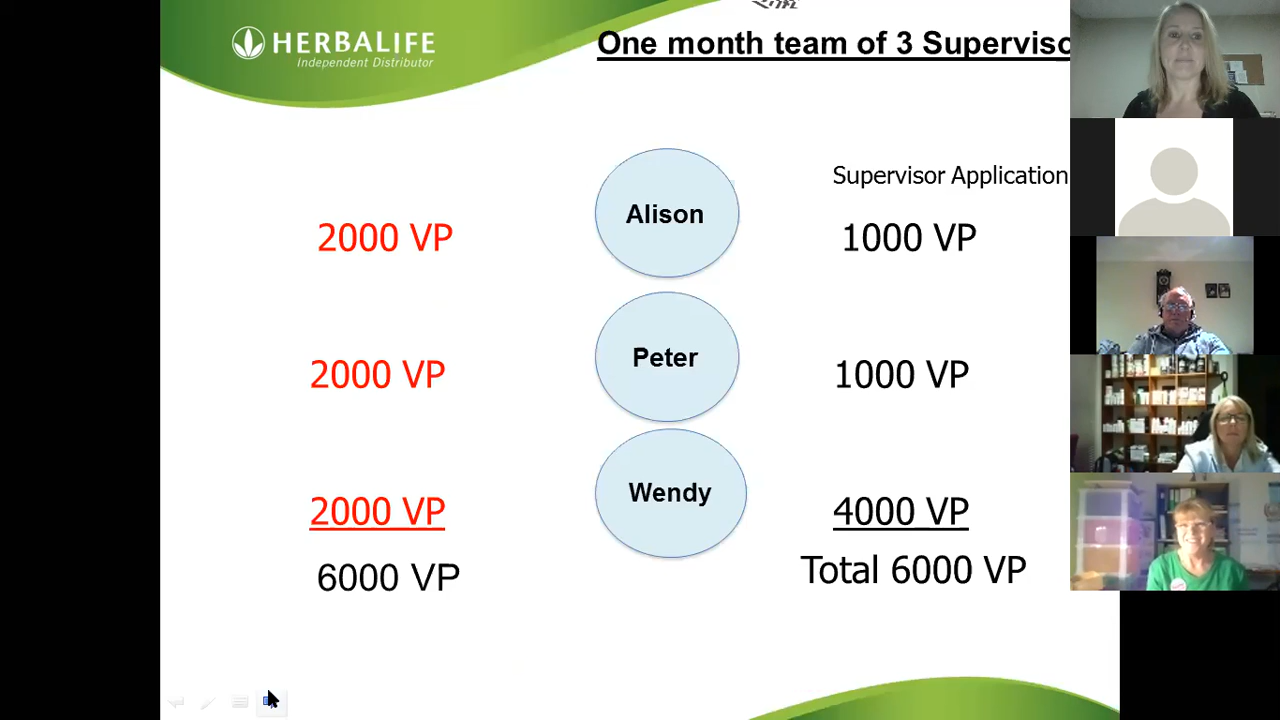 HERBALIFE
Independent Distributor
One month team of 3 Superviso
Supervisor Application
2000 VP
Alison
1000 VP
2000 VP
Peter
1000 VP
2000 VP
Wendy
4000 VP
6000 VP
Total 6000 VP